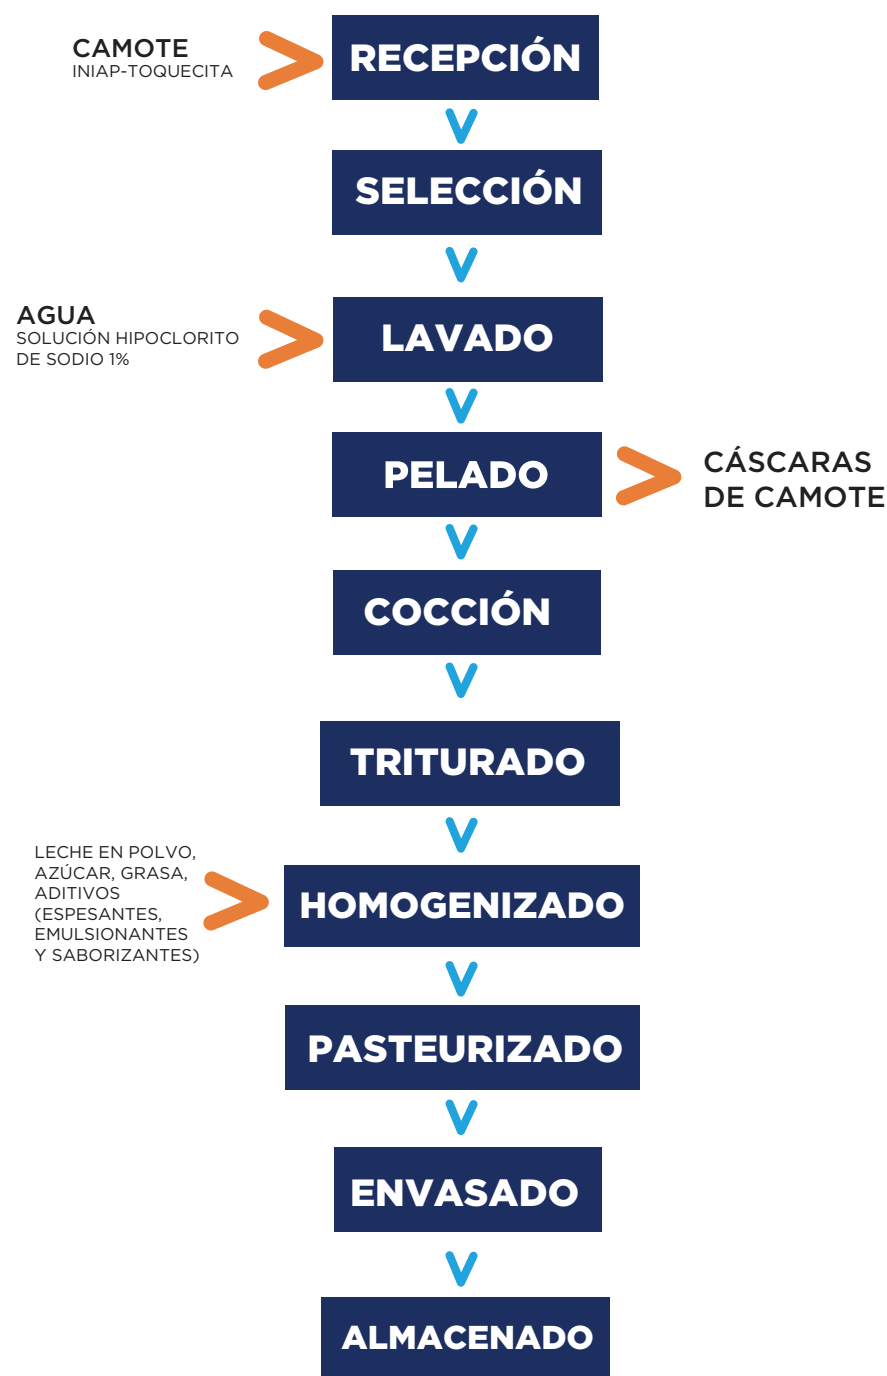 CAMOTE
INIAP-TOQUECITA
RECEPCIÓN
SELECCIÓN
AGUA
SOLUCIÓN HIPOCLORITO
DE SODIO 1%
LAVADO
PELADO
CÁSCARAS
DE CAMOTE
COCCIÓN
TRITURADO
LECHE EN POLVO,
AZÚCAR, GRASA,
ADITIVOS
(ESPESANTES,
EMULSIONANTES
Y SABORIZANTES)
HOMOGENIZADO
PASTEURIZADO
ENVASADO
ALMACENADO